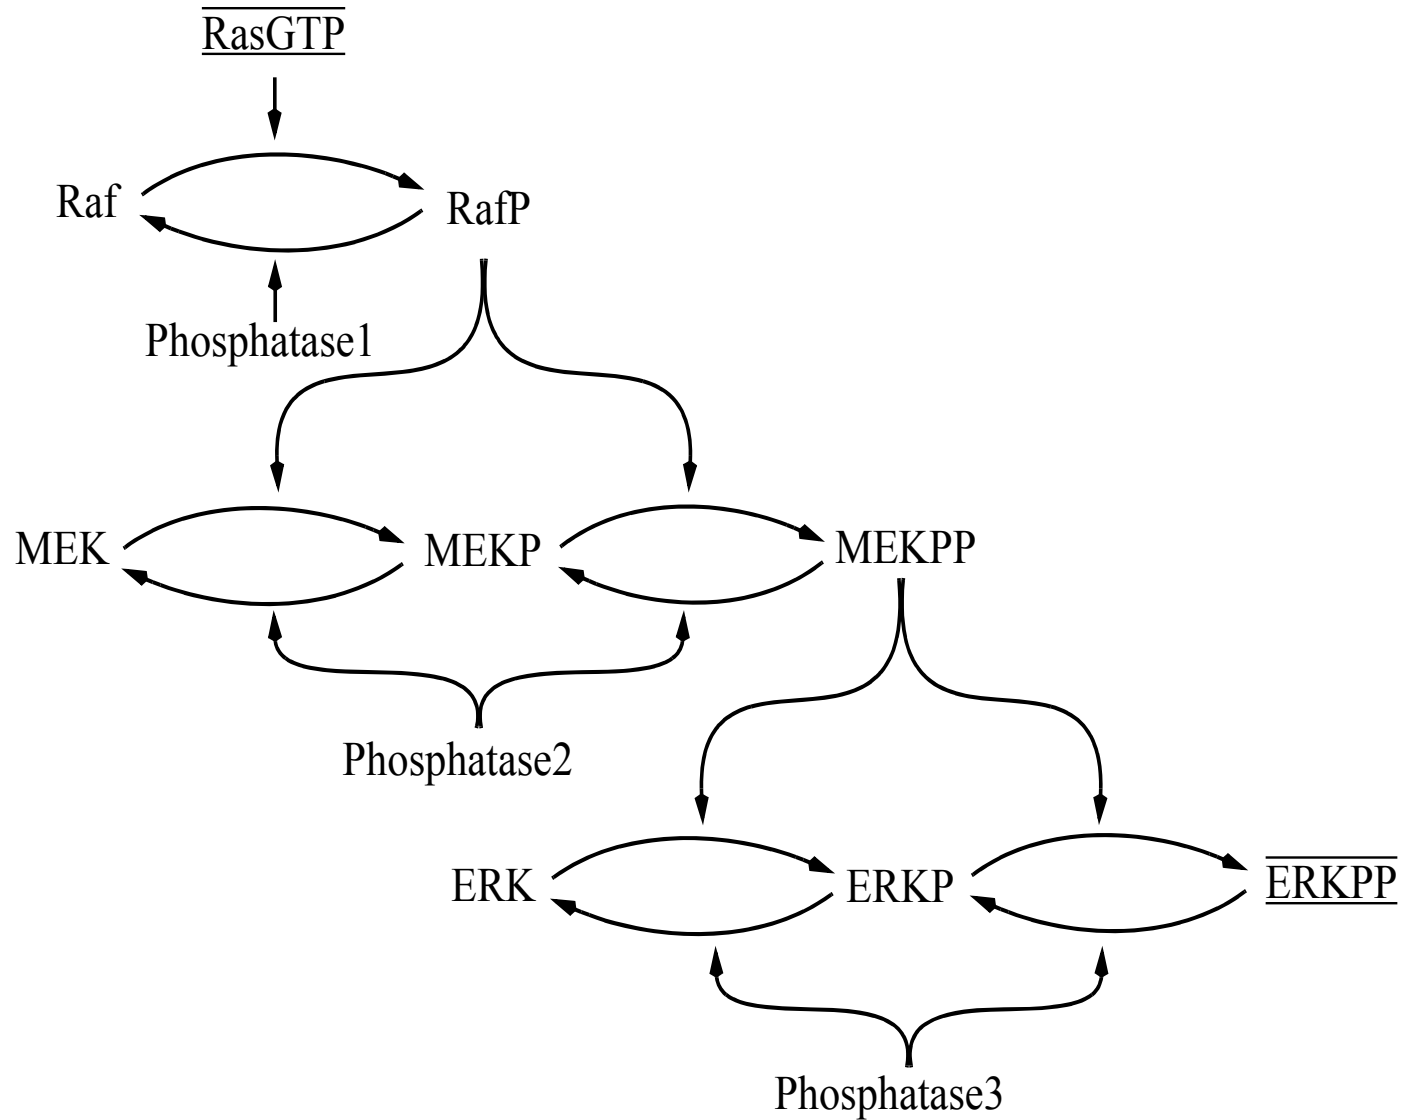 RasGTP
Raf
RafP
Phosphatase1
MEK
MEKP
MEKPP
Phosphatase2
ERK
ERKP
ERKPP
Phosphatase3